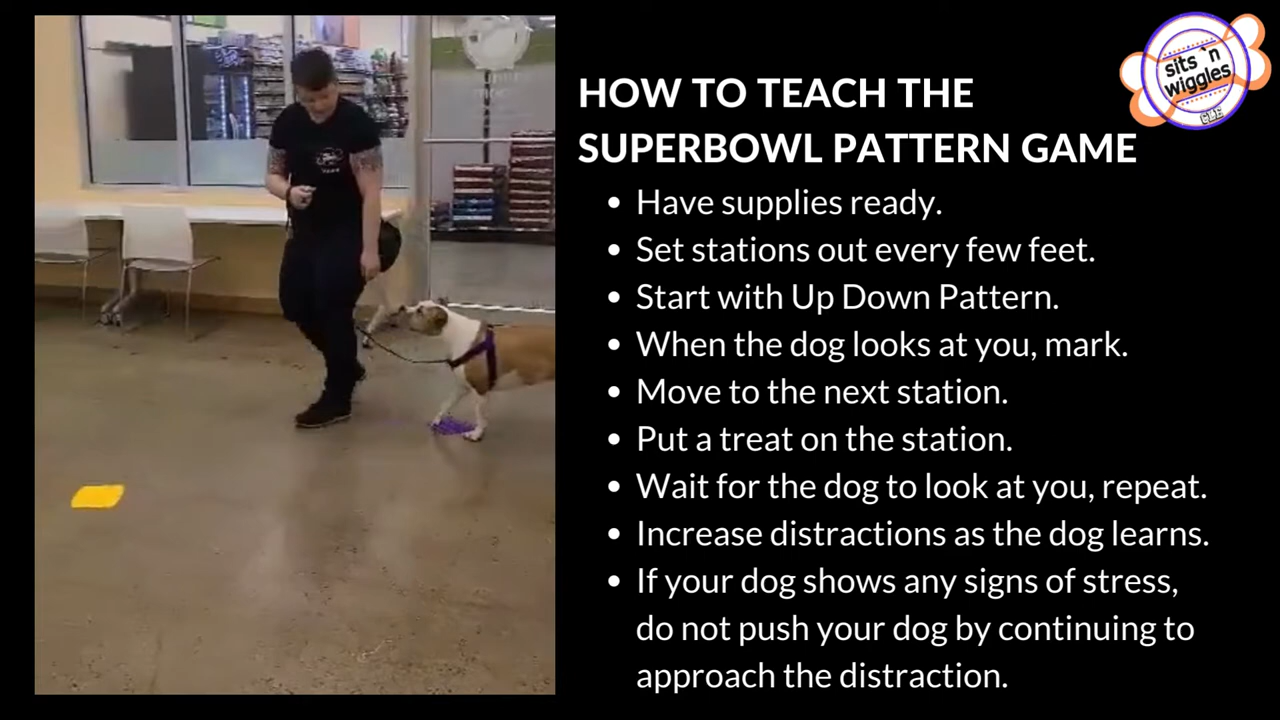 sits 'n
wiggles
CLE
HOW TO TEACH THE
SUPERBOWL PATTERN GAME
• Have supplies ready.
• Set stations out every few feet.
• Start with Up Down Pattern.
• When the dog looks at you, mark.
• Move to the next station.
• Put a treat on the station.
• Wait for the dog to look at you, repeat.
• Increase distractions as the dog learns.
• If your dog shows any signs of stress,
do not push your dog by continuing to
approach the distraction.